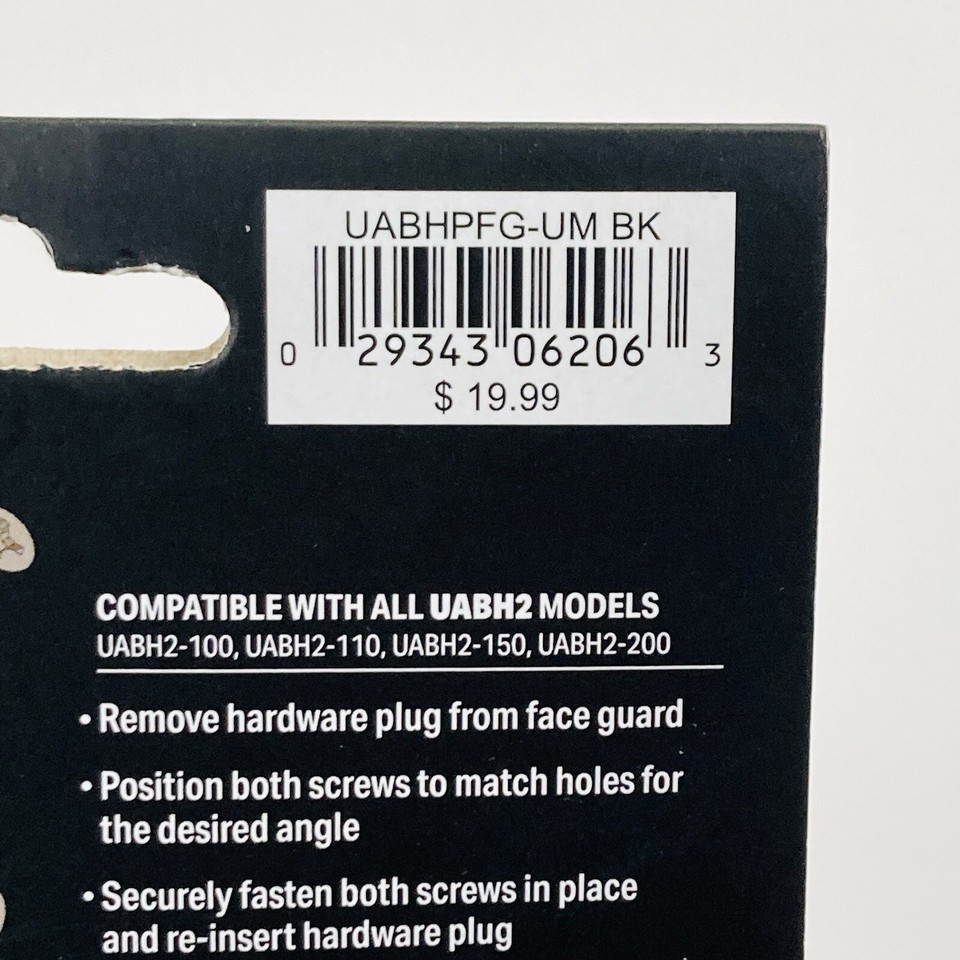 UABHPFG-UM BK
0 29343 06206 3
$ 19.99
COMPATIBLE WITH ALL UABH2 MODELS
UABH2-100, UABH2-110, UABH2-150, UABH2-200
• Remove hardware plug from face guard
• Position both screws to match holes for
the desired angle
• Securely fasten both screws in place
and re-insert hardware plug